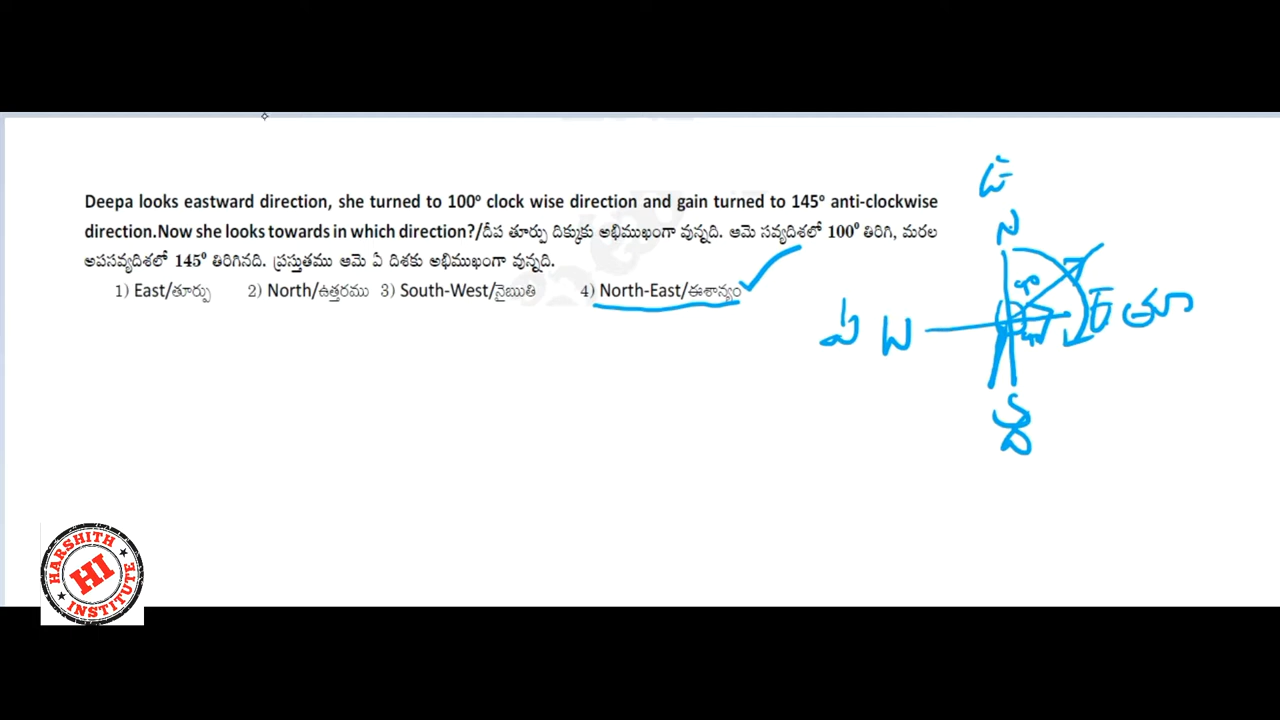 Deepa looks eastward direction, she turned to 100° clock wise direction and gain turned to 145° anti-clockwise
direction.Now she looks towards in which direction?/దీప తూర్పు దిక్కుకు అభిముఖంగా వున్నది. ఆమె సవ్యదిశలో 100⁰ తిరిగి, మరల
అపసవ్యదిశలో 145⁰ తిరిగినది. ప్రస్తుతము ఆమె ఏ దిశకు అభిముఖంగా వున్నది.
1) East/తూర్పు 2) North/ఉత్తరము 3) South-West/నైఋతి 4) North-East/ఈశాన్యం
ఉ
N
E తూ
ప W
S
ద
HARSHITH
HI
INSTITUTE